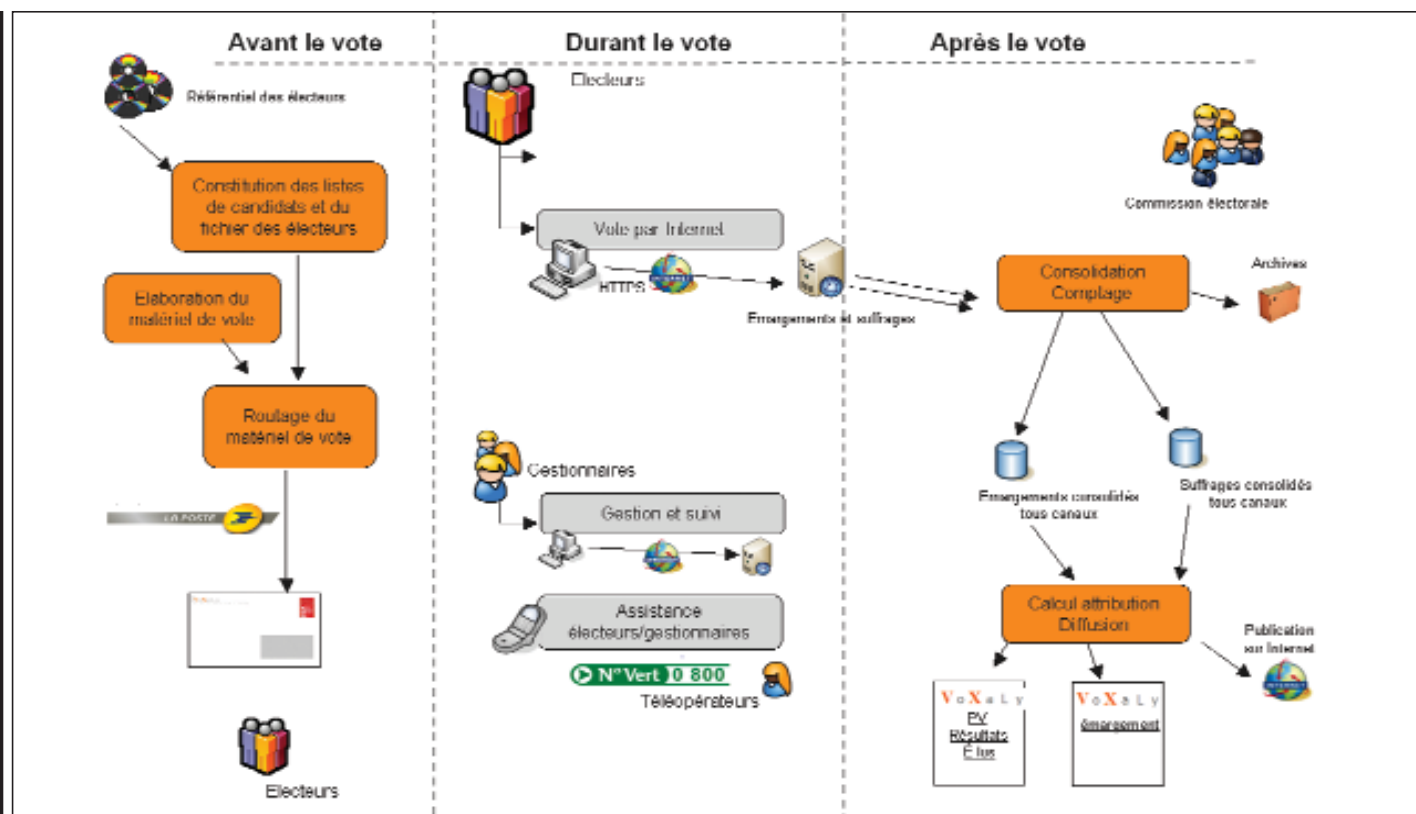 Avant le vote
Référentiel des électeurs
Constitution des listes
de candidats et du
fichier des électeurs
Elaboration du
matériel de vote
Routage du
matériel de vote
LA POSTE
Electeurs
Durant le vote
Electeurs
Vote par Internet
HTTPS
INTERNET
Emargements et suffrages
Gestionnaires
Gestion et suivi
Assistance
électeurs/gestionnaires
N° Vert 0 800
Téléopérateurs
Après le vote
Commission électorale
Consolidation
Comptage
Archives
Emargements consolidés
tous canaux
Suffrages consolidés
tous canaux
Calcul attribution
Diffusion
Publication
sur Internet
INTERNET
VoXaLy
PV
Résultats
É lus
VoXaLy
émargement